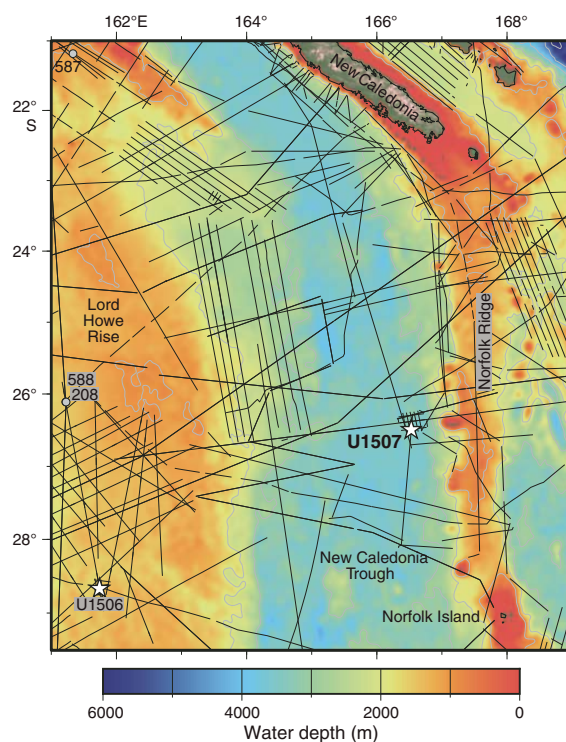 162°E 164° 166° 168°
22°
S
24°
26°
28°
587
New Caledonia
Lord
Howe
Rise
Norfolk Ridge
588
208
U1507
U1506
New Caledonia
Trough
Norfolk Island
6000 4000 2000 0
Water depth (m)